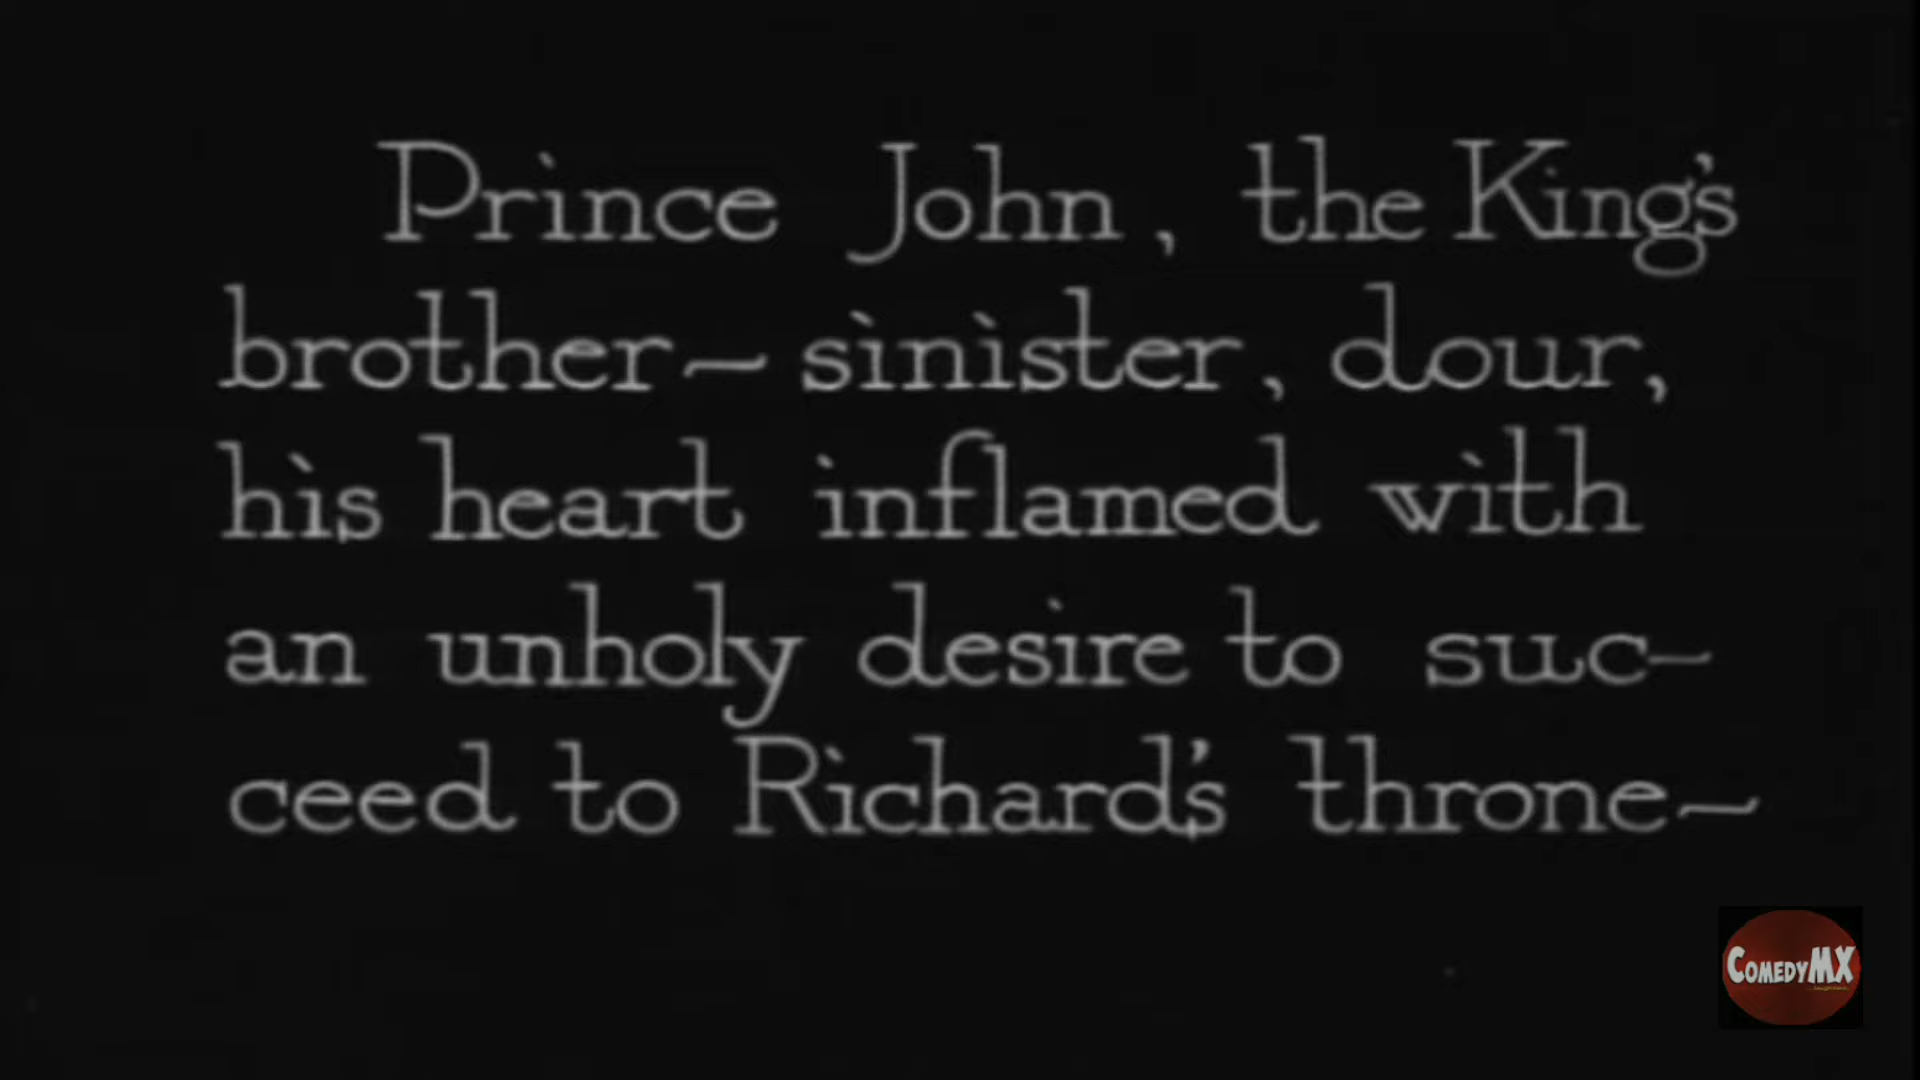 Prince John, the King's
brother— sinister, dour,
his heart inflamed with
an unholy desire to suc-
ceed to Richard's throne—
COMEDYMX